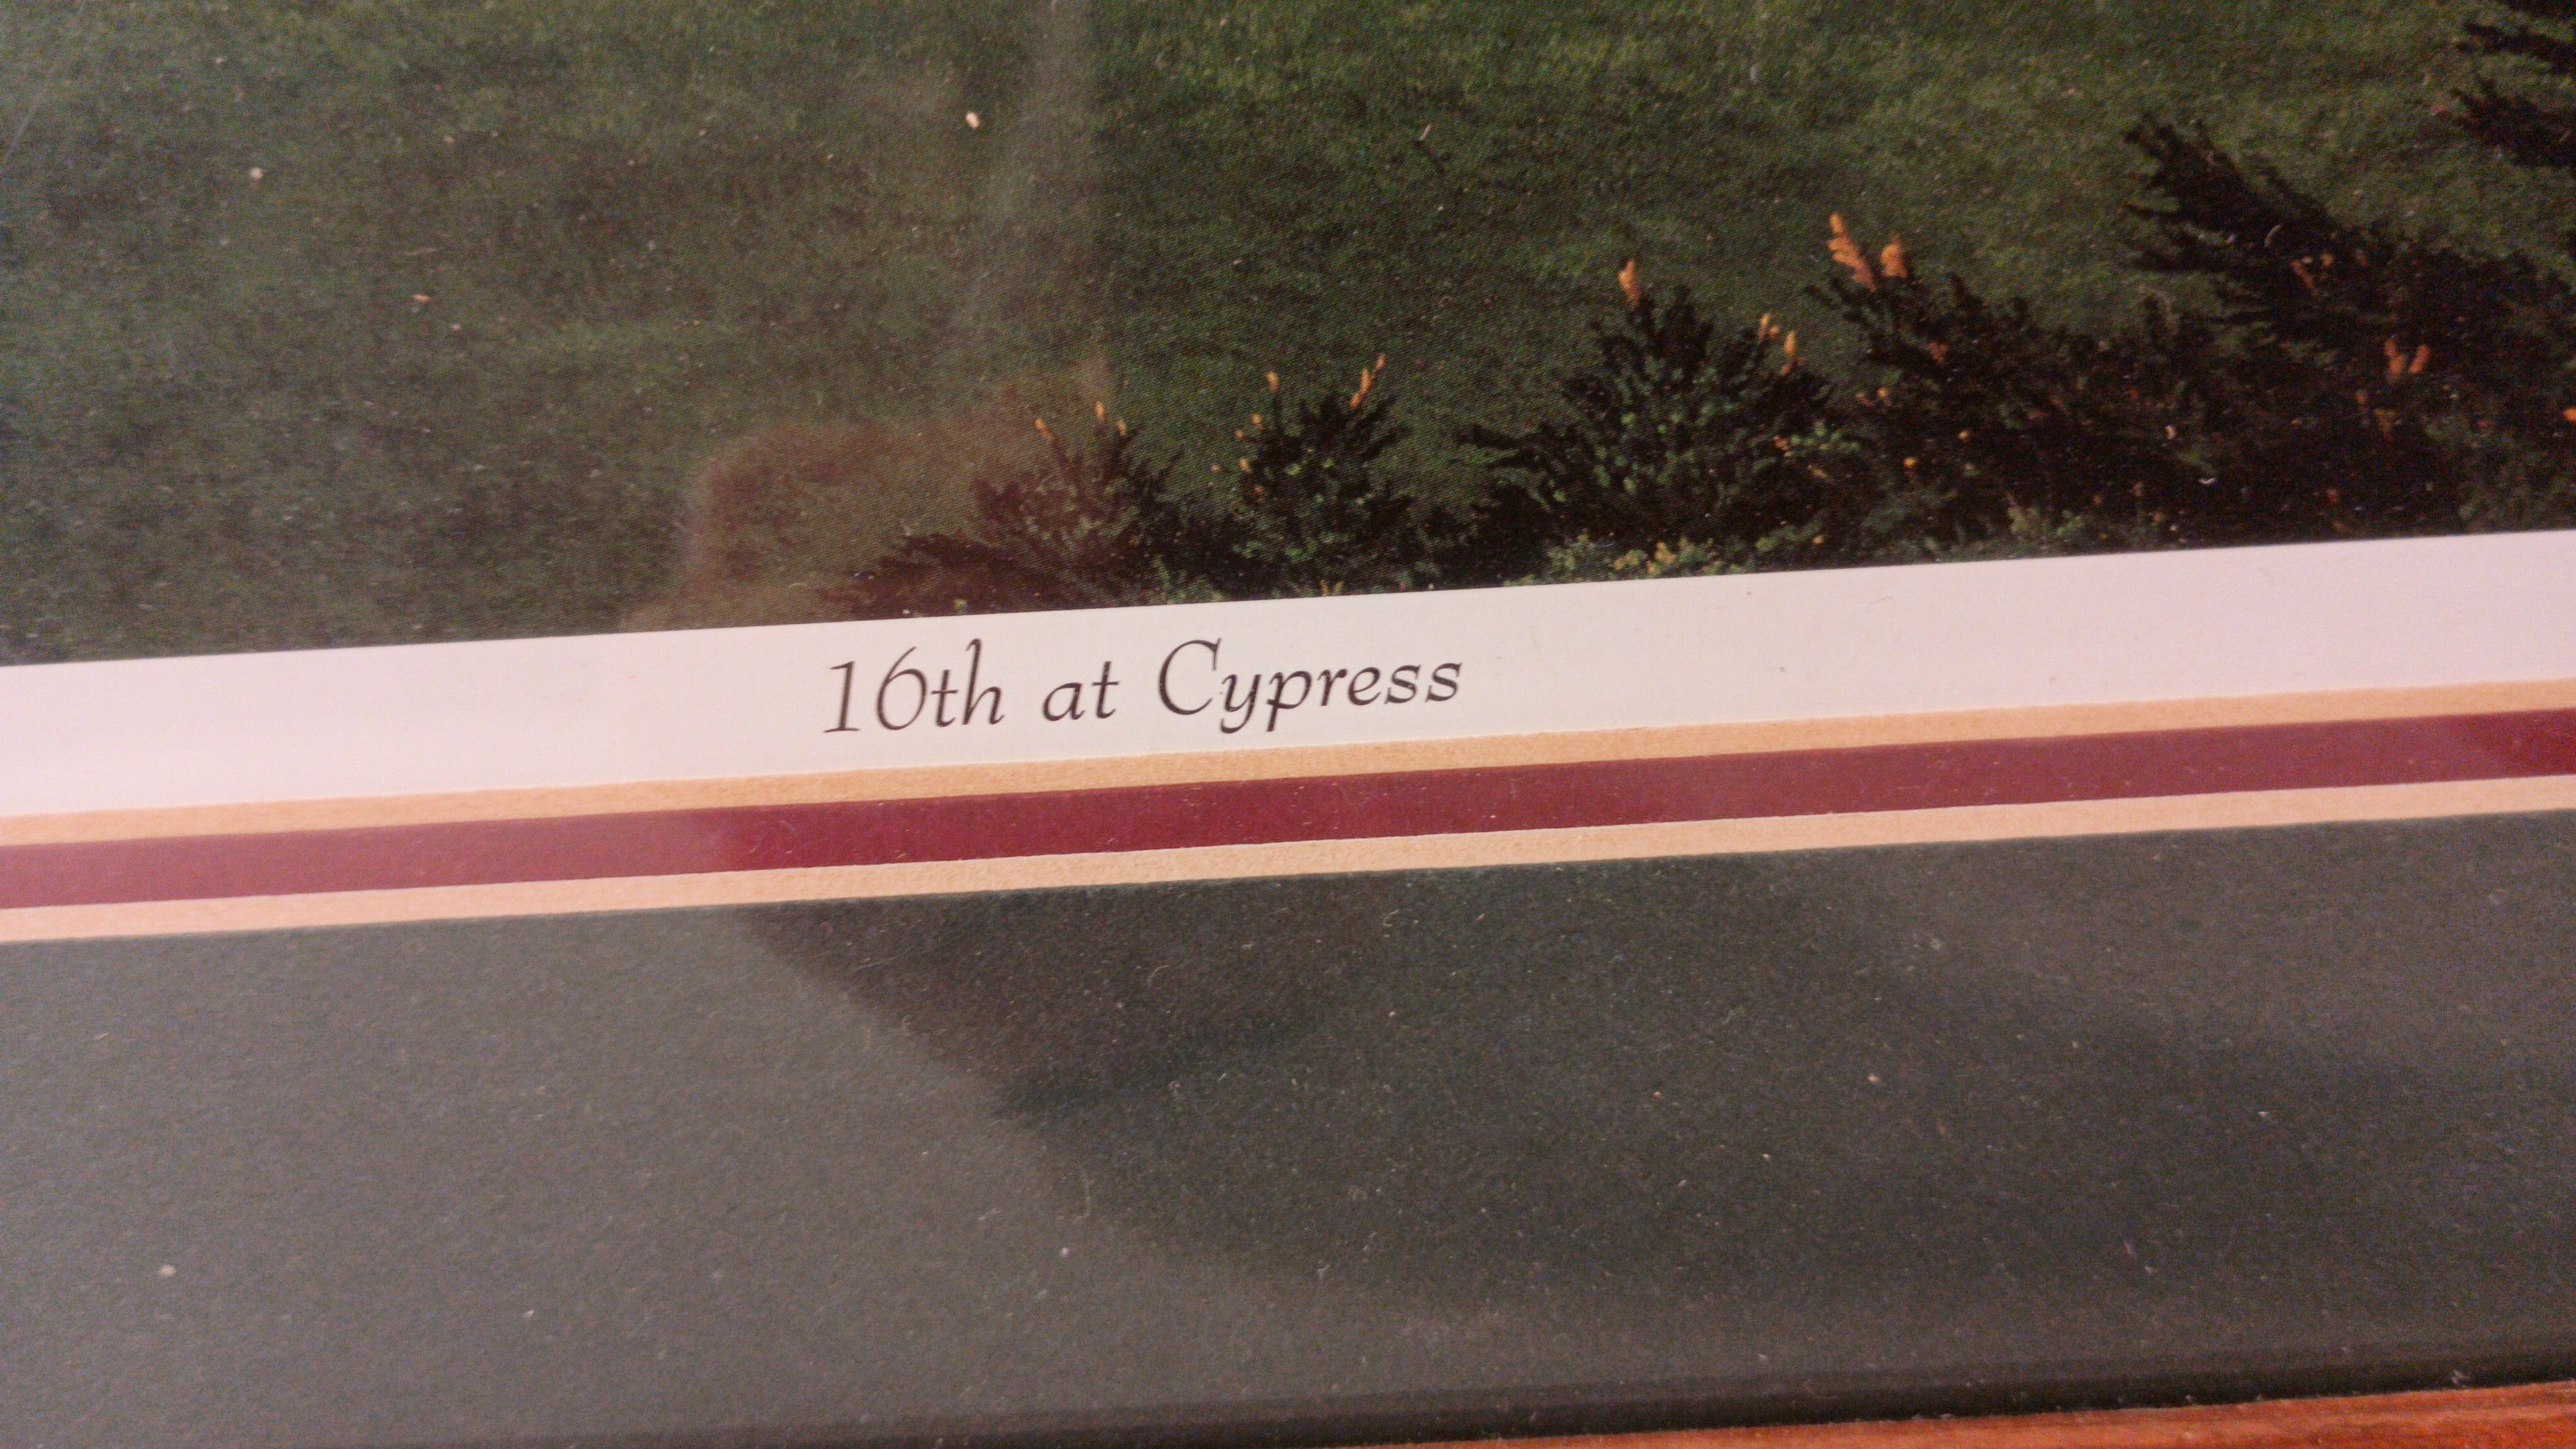 16th at Cypress